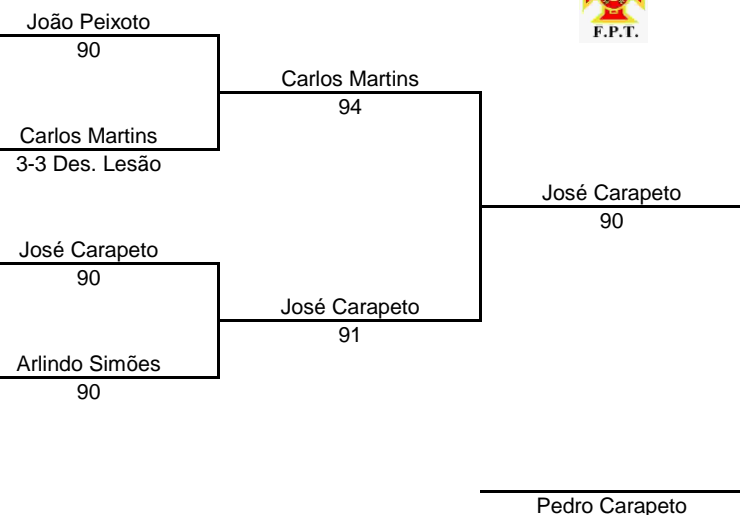 João Peixoto
90
Carlos Martins
94
Carlos Martins
3-3 Des. Lesão
José Carapeto
90
José Carapeto
90
José Carapeto
91
Arlindo Simões
90
Pedro Carapeto
F.P.T.